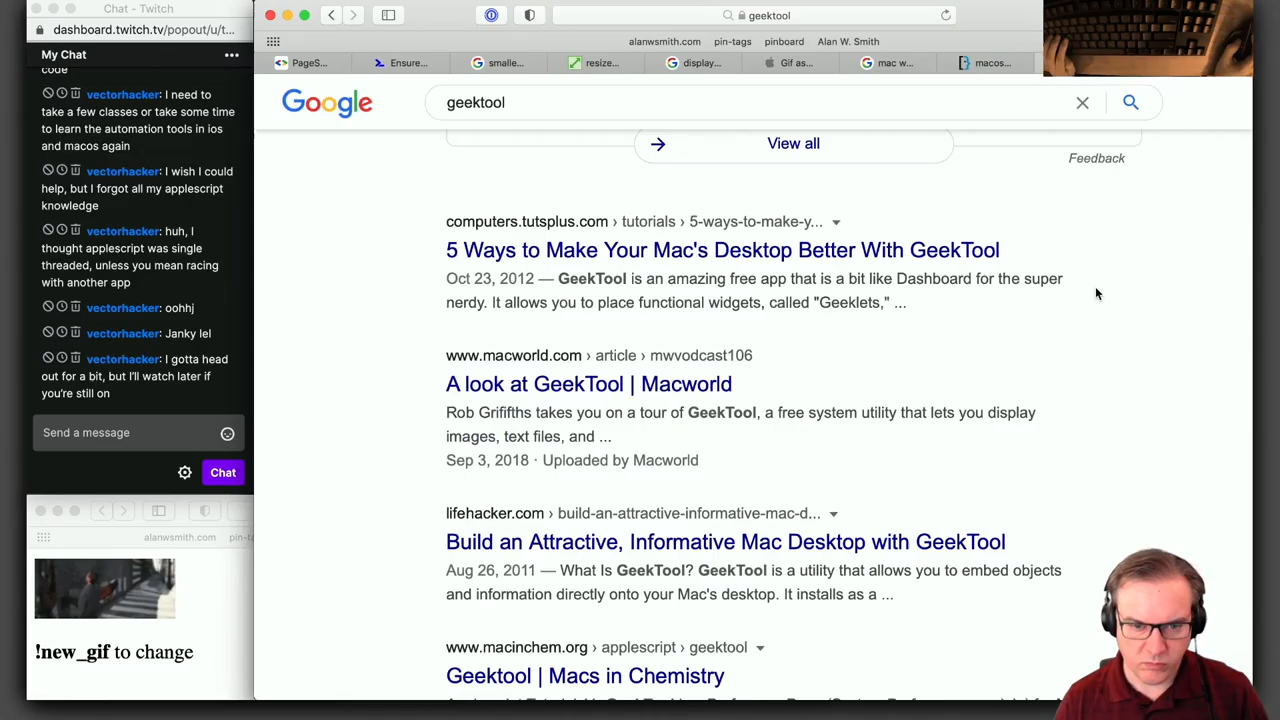 Chat - Twitch
dashboard.twitch.tv/popout/u/t...
My Chat
code
vectorhacker: I need to
take a few classes or take some time
to learn the automation tools in ios
and macos again
vectorhacker: I wish I could
help, but I forgot all my applescript
knowledge
vectorhacker: huh, I
thought applescript was single
threaded, unless you mean racing
with another app
vectorhacker: oohhj
vectorhacker: Janky lel
vectorhacker: I gotta head
out for a bit, but I'll watch later if
you're still on
Send a message
Chat
alanwsmith.com pin-t
!new_gif to change
geektool
alanwsmith.com pin-tags pinboard Alan W. Smith
PageS... Ensure... smalle... resize... display... Gif as... mac w... macos...
Google
geektool
View all
Feedback
computers.tutsplus.com › tutorials › 5-ways-to-make-y...
5 Ways to Make Your Mac's Desktop Better With GeekTool
Oct 23, 2012 — GeekTool is an amazing free app that is a bit like Dashboard for the super
nerdy. It allows you to place functional widgets, called "Geeklets," ...
www.macworld.com › article › mwvodcast106
A look at GeekTool | Macworld
Rob Grififths takes you on a tour of GeekTool, a free system utility that lets you display
images, text files, and ...
Sep 3, 2018 · Uploaded by Macworld
lifehacker.com › build-an-attractive-informative-mac-d...
Build an Attractive, Informative Mac Desktop with GeekTool
Aug 26, 2011 — What Is GeekTool? GeekTool is a utility that allows you to embed objects
and information directly onto your Mac's desktop. It installs as a ...
www.macinchem.org › applescript › geektool
Geektool | Macs in Chemistry